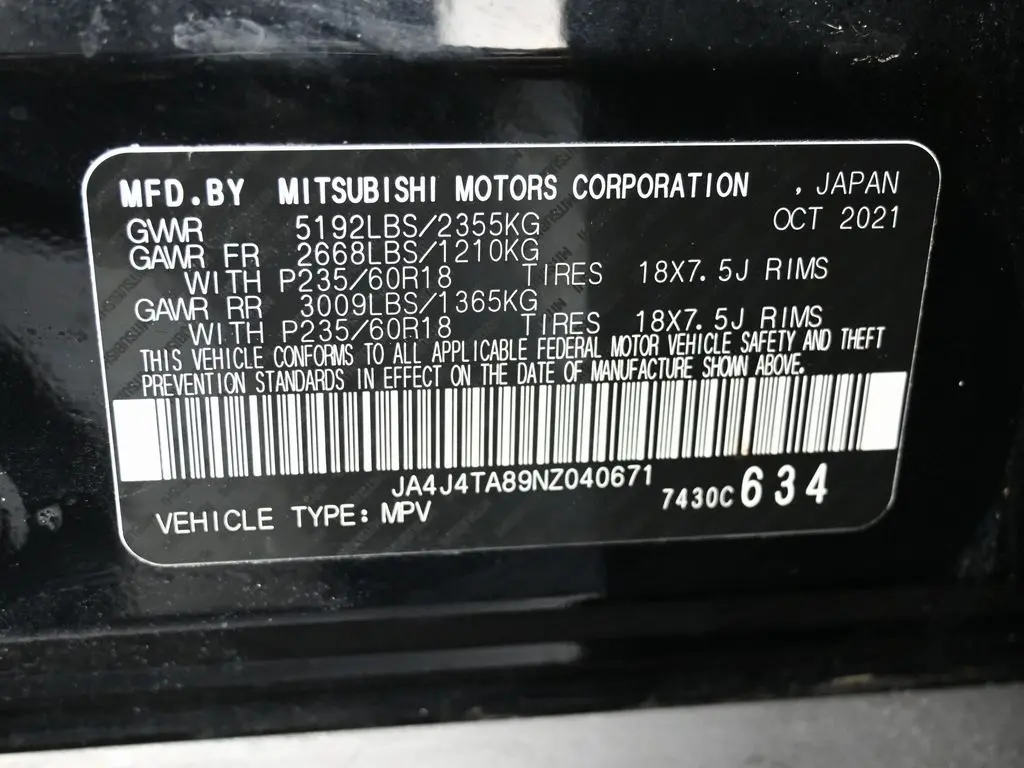 MFD.BY MITSUBISHI MOTORS CORPORATION , JAPAN
OCT 2021
GWWR 5192LBS/2355KG
GAWR FR 2668LBS/1210KG
WITH P235/60R18 TIRES 18X7.5J RIMS
GAWR RR 3009LBS/1365KG
WITH P235/60R18 TIRES 18X7.5J RIMS
THIS VEHICLE CONFORMS TO ALL APPLICABLE FEDERAL MOTOR VEHICLE SAFETY AND THEFT
PREVENTION STANDARDS IN EFFECT ON THE DATE OF MANUFACTURE SHOWN ABOVE.
JA4J4TA89NZ040671
7430C 634
VEHICLE TYPE: MPV